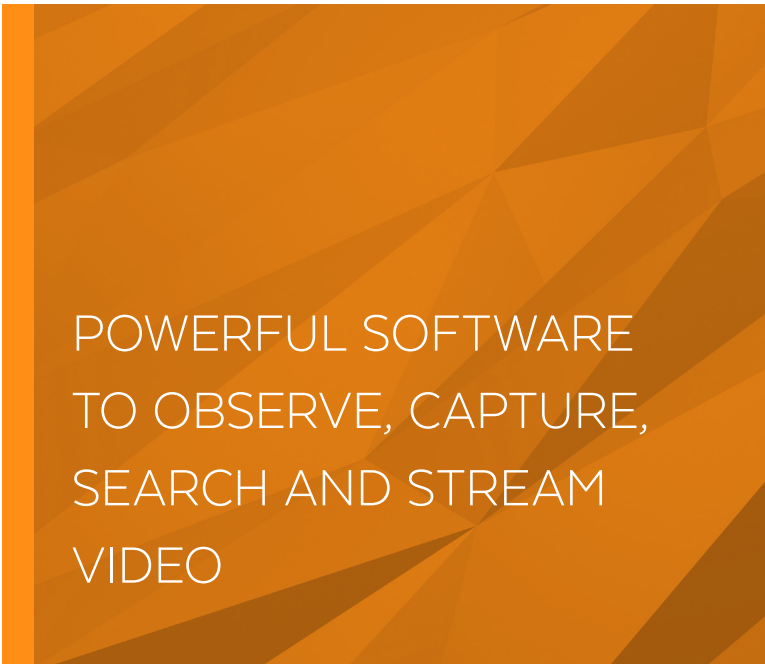 POWERFUL SOFTWARE
TO OBSERVE, CAPTURE,
SEARCH AND STREAM
VIDEO